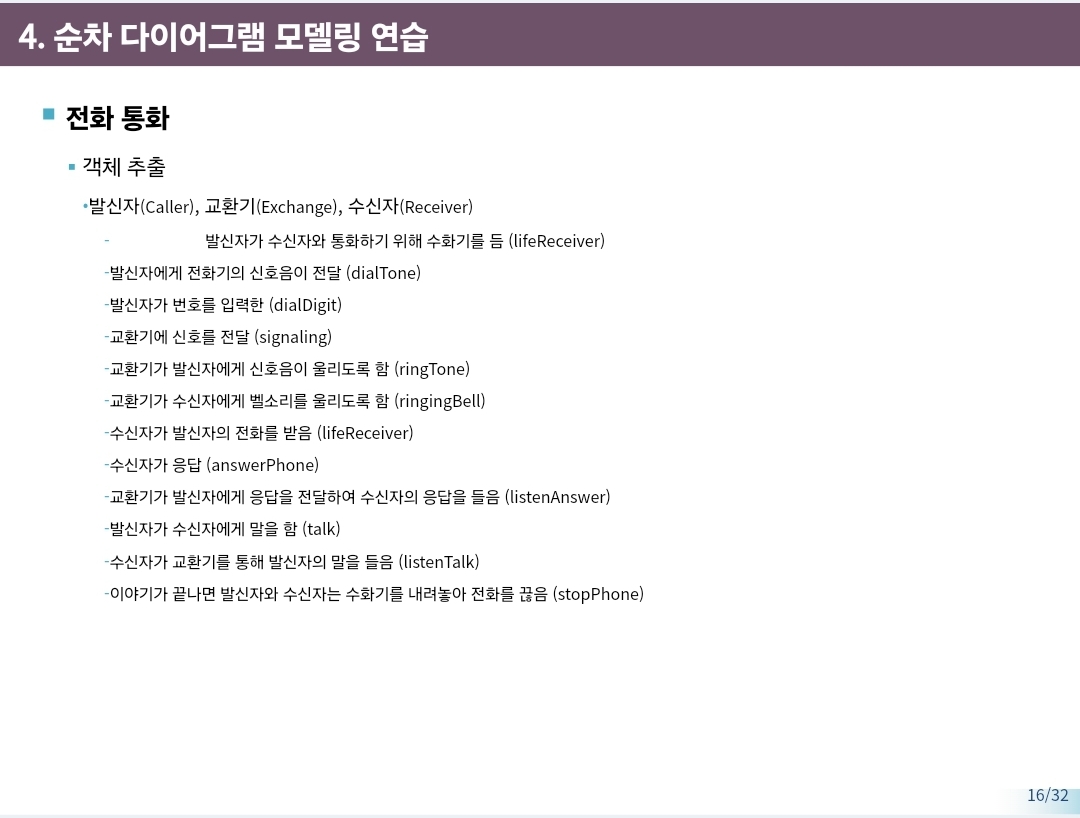 4. 순차 다이어그램 모델링 연습
전화 통화
객체 추출
•발신자(Caller), 교환기(Exchange), 수신자(Receiver)
- 발신자가 수신자와 통화하기 위해 수화기를 듬 (lifeReceiver)
-발신자에게 전화기의 신호음이 전달 (dialTone)
-발신자가 번호를 입력한 (dialDigit)
-교환기에 신호를 전달 (signaling)
-교환기가 발신자에게 신호음이 울리도록 함 (ringTone)
-교환기가 수신자에게 벨소리를 울리도록 함 (ringingBell)
-수신자가 발신자의 전화를 받음 (lifeReceiver)
-수신자가 응답 (answerPhone)
-교환기가 발신자에게 응답을 전달하여 수신자의 응답을 들음 (listenAnswer)
-발신자가 수신자에게 말을 함 (talk)
-수신자가 교환기를 통해 발신자의 말을 들음 (listenTalk)
-이야기가 끝나면 발신자와 수신자는 수화기를 내려놓아 전화를 끊음 (stopPhone)
16/32